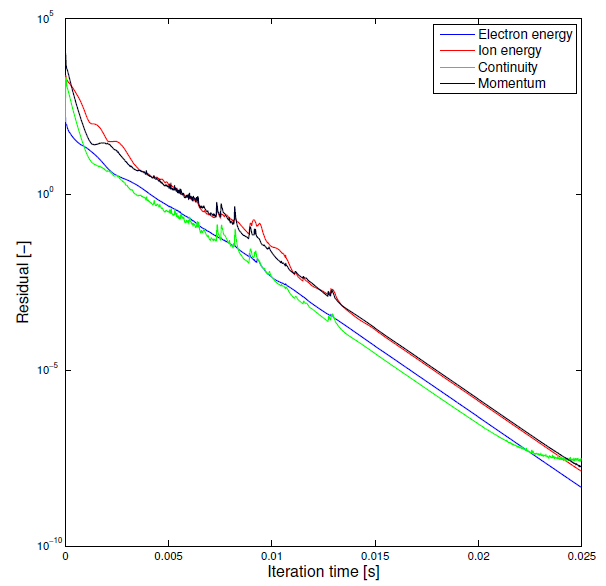 10^5
Electron energy
Ion energy
Continuity
Momentum
10^0
Residual [–]
10^-5
10^-10
0 0.005 0.01 0.015 0.02 0.025
Iteration time [s]